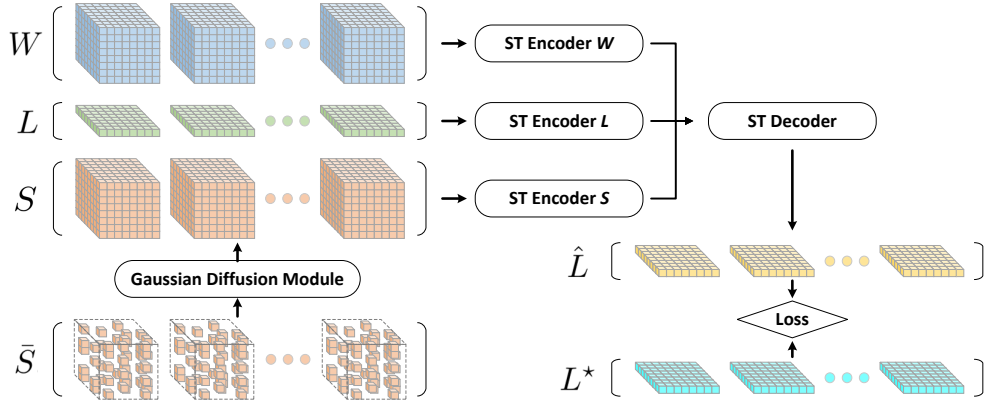 W
ST Encoder W
L
ST Encoder L
ST Decoder
S
ST Encoder S
L̂
Gaussian Diffusion Module
Loss
S̄
L⋆